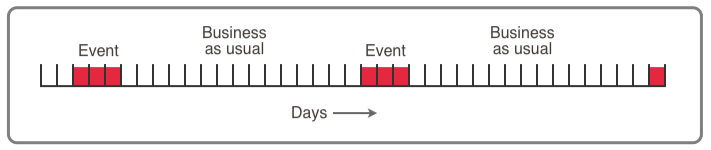 Event
Business
as usual
Event
Business
as usual
Days